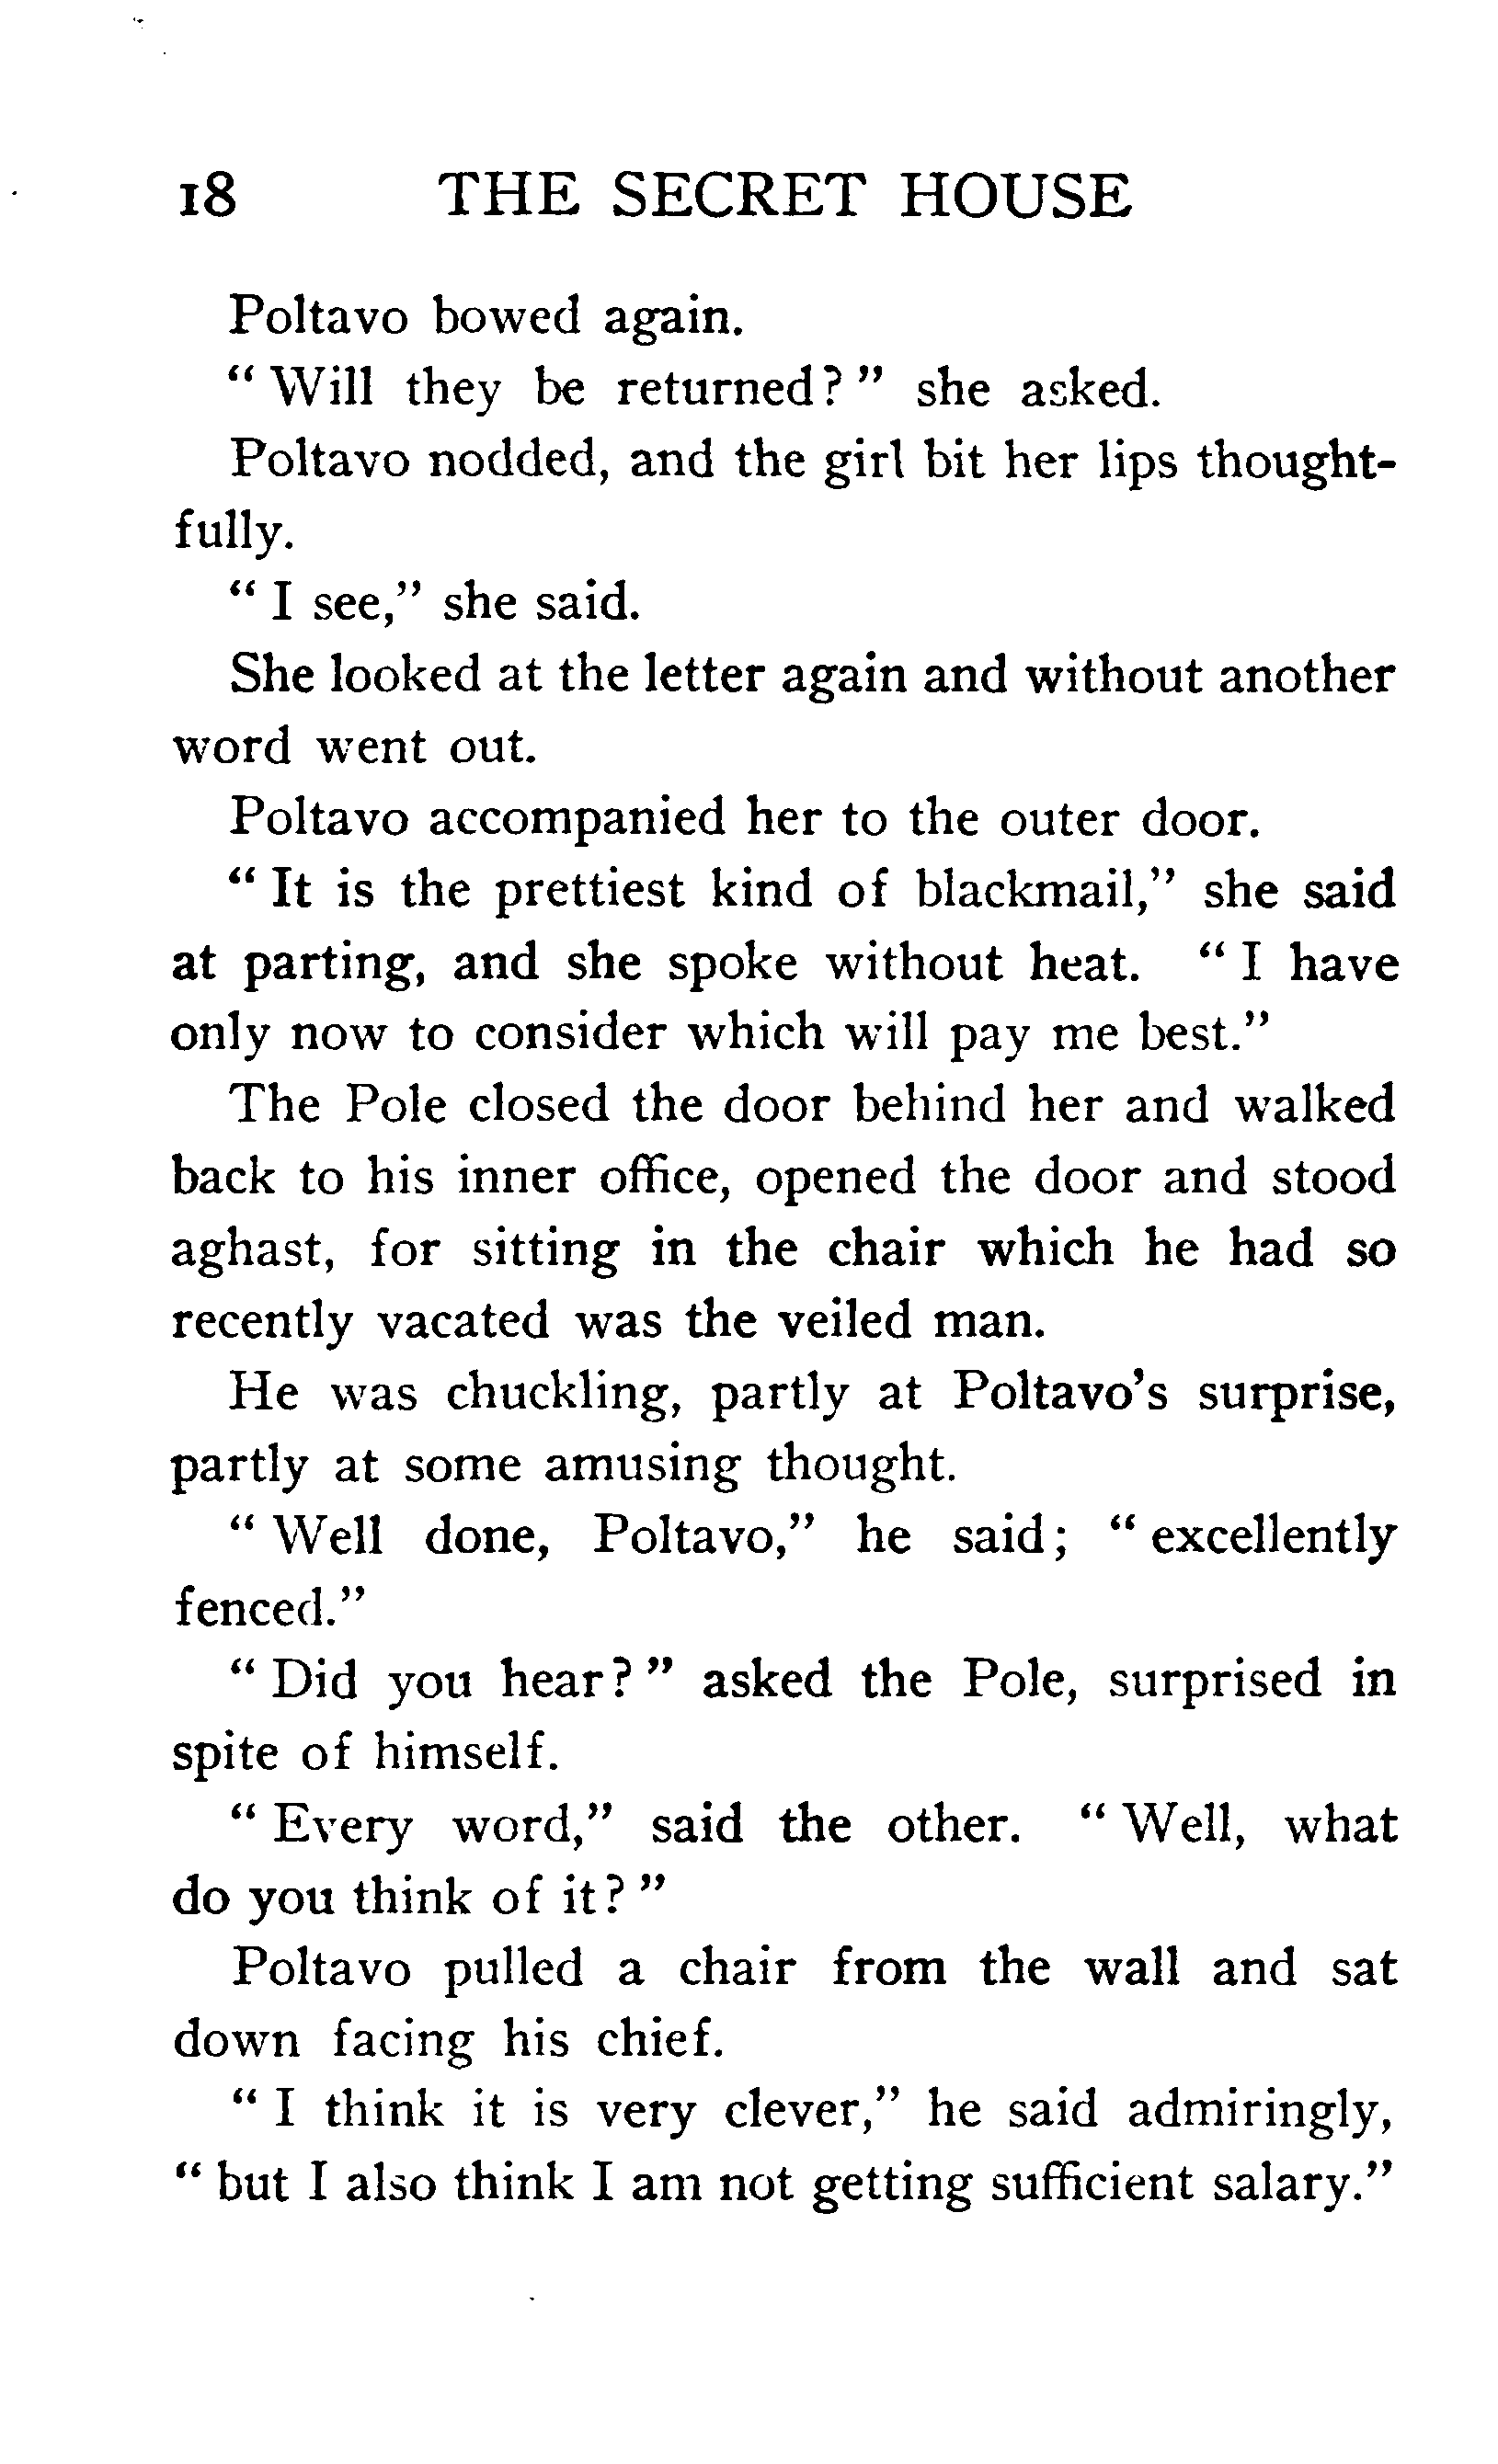 18 THE SECRET HOUSE
Poltavo bowed again.
“ Will they be returned? ” she asked.
Poltavo nodded, and the girl bit her lips thought-
fully.
“ I see,” she said.
She looked at the letter again and without another
word went out.
Poltavo accompanied her to the outer door.
“ It is the prettiest kind of blackmail,” she said
at parting, and she spoke without heat. “ I have
only now to consider which will pay me best.”
The Pole closed the door behind her and walked
back to his inner office, opened the door and stood
aghast, for sitting in the chair which he had so
recently vacated was the veiled man.
He was chuckling, partly at Poltavo’s surprise,
partly at some amusing thought.
“ Well done, Poltavo,” he said; “ excellently
fenced.”
“ Did you hear? ” asked the Pole, surprised in
spite of himself.
“ Every word,” said the other. “ Well, what
do you think of it? ”
Poltavo pulled a chair from the wall and sat
down facing his chief.
“ I think it is very clever,” he said admiringly,
“ but I also think I am not getting sufficient salary.”